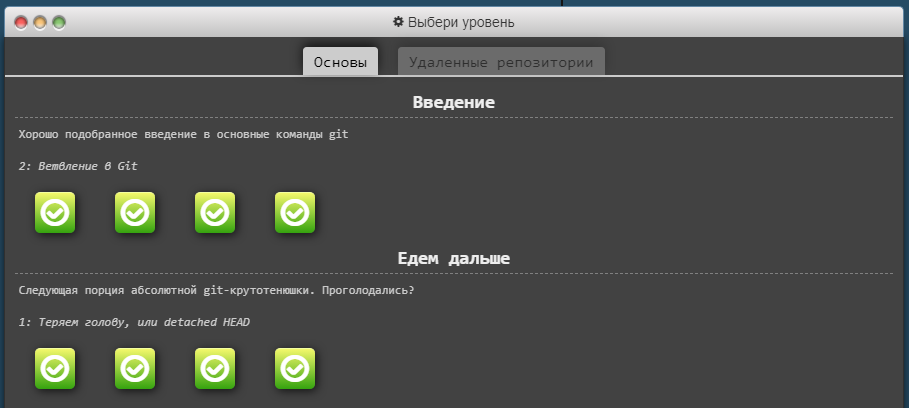 Выбери уровень
Основы
Удаленные репозитории
Введение
Хорошо подобранное введение в основные команды git
2: Ветвление в Git
Едем дальше
Следующая порция абсолютной git-крутотенюшки. Проголодались?
1: Теряем голову, или detached HEAD